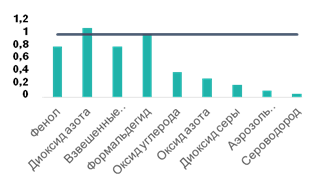 1,2
1
0,8
0,6
0,4
0,2
0
Фенол
Диоксид азота
Взвешенные..
Формальдегид
Оксид углерода
Оксид азота
Диоксид серы
Аэрозоль..
Сероводород